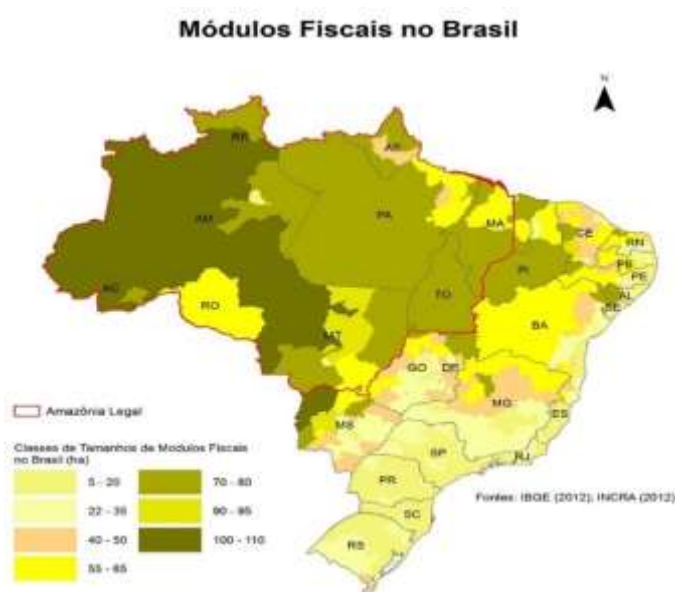 Módulos Fiscais no Brasil
N
RR
AP
AM
PA
MA
CE
RN
PB
PE
AL
SE
PI
AC
TO
RO
BA
MT
GO
DF
MG
ES
MS
SP
RJ
PR
SC
RS
Amazônia Legal
Classes de Tamanhos de Modulos Fiscais
no Brasil (ha)
5 - 20
70 - 80
22 - 35
90 - 95
40 - 50
100 - 110
55 - 65
Fontes: IBGE (2012); INCRA (2012)